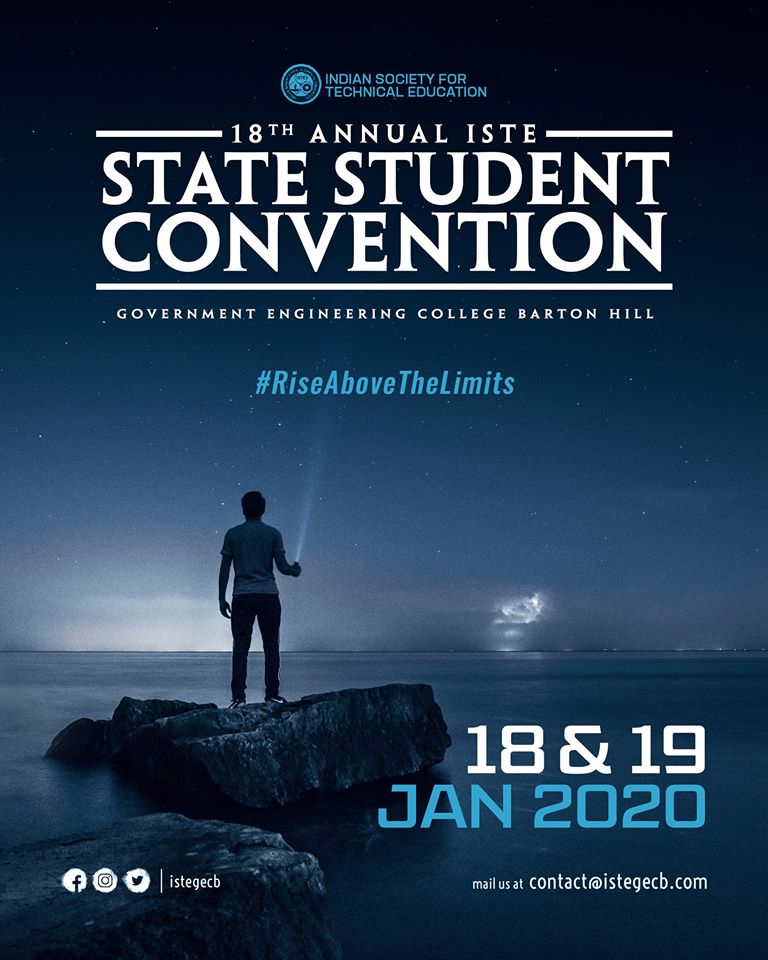 INDIAN SOCIETY FOR
TECHNICAL EDUCATION
18TH ANNUAL ISTE
STATE STUDENT
CONVENTION
GOVERNMENT ENGINEERING COLLEGE BARTON HILL
#RiseAboveTheLimits
18 & 19
JAN 2020
istegecb
mail us at contact@istegecb.com